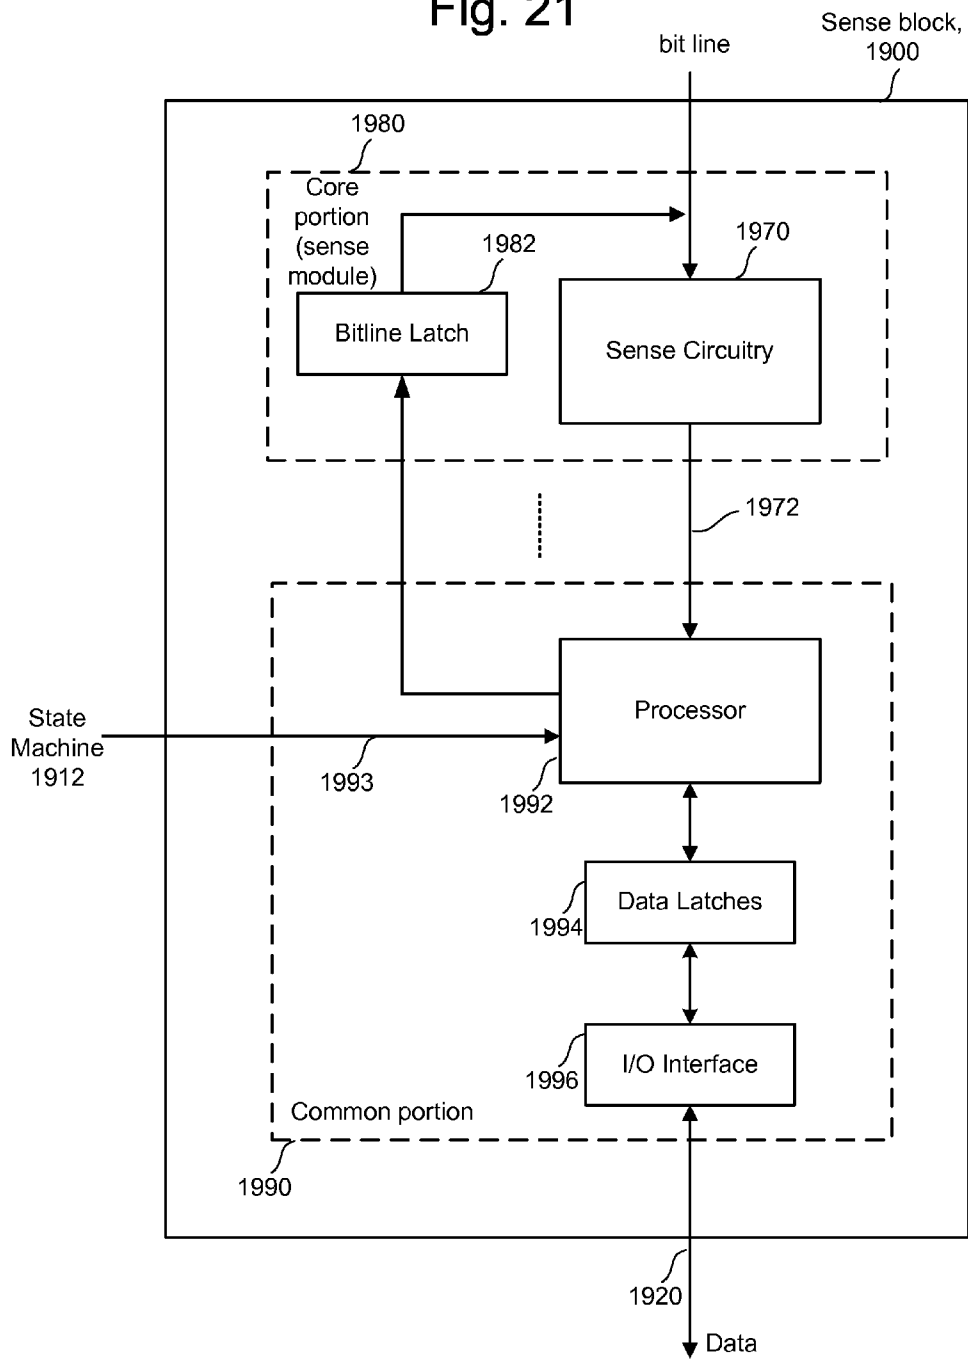 Fig. 21
Sense block,
1900
bit line
1980
Core
portion
(sense
module)
1982
1970
Bitline Latch
Sense Circuitry
1972
State
Machine
1912
1993
Processor
1992
Data Latches
1994
I/O Interface
1996
Common portion
1990
1920
Data